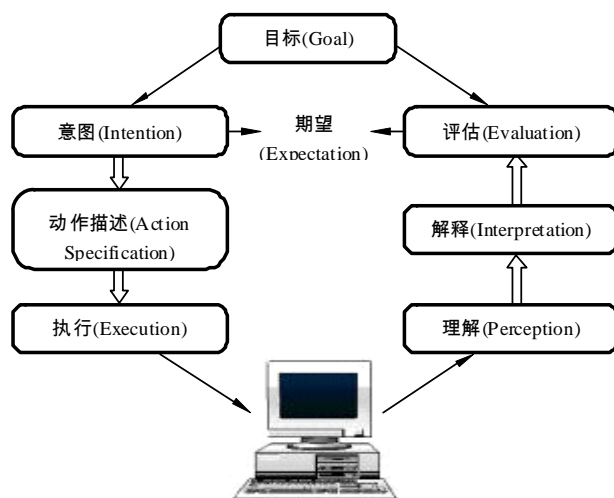 目标(Goal)
意图(Intention)
期望
(Expectation)
评估(Evaluation)
动作描述(Action
Specification)
解释(Interpretation)
执行(Execution)
理解(Perception)